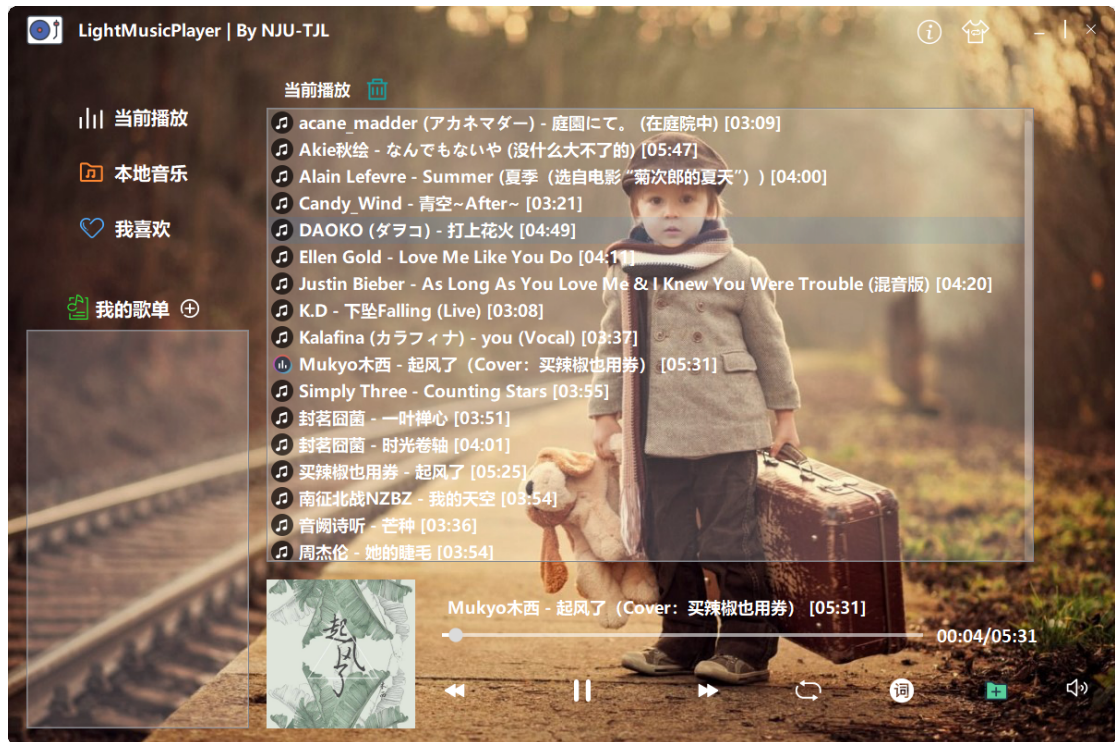 LightMusicPlayer | By NJU-TJL
当前播放
本地音乐
我喜欢
我的歌单
当前播放
acane_madder (アカネマダー) - 庭園にて。 (在庭院中) [03:09]
Akie秋绘 - なんでもないや (没什么大不了的) [05:47]
Alain Lefevre - Summer (夏季（选自电影 “菊次郎的夏天”）) [04:00]
Candy_Wind - 青空~After~ [03:21]
DAOKO (ダヲコ) - 打上花火 [04:49]
Ellen Gold - Love Me Like You Do [04:11]
Justin Bieber - As Long As You Love Me & I Knew You Were Trouble (混音版) [04:20]
K.D - 下坠Falling (Live) [03:08]
Kalafina (カラフィナ) - you (Vocal) [03:37]
Mukyo木西 - 起风了（Cover：买辣椒也用券） [05:31]
Simply Three - Counting Stars [03:55]
封茗囧菌 - 一叶禅心 [03:51]
封茗囧菌 - 时光卷轴 [04:01]
买辣椒也用券 - 起风了 [05:25]
南征北战NZBZ - 我的天空 [03:54]
音阙诗听 - 芒种 [03:36]
周杰伦 - 她的睫毛 [03:54]
起风了
Mukyo木西 - 起风了（Cover：买辣椒也用券） [05:31]
00:04/05:31
词